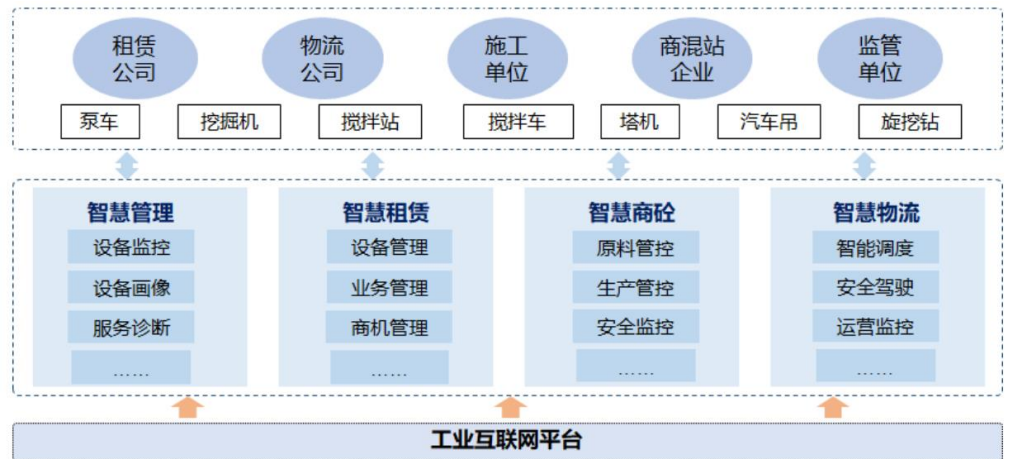 租赁
公司
物流
公司
施工
单位
商混站
企业
监管
单位
泵车
挖掘机
搅拌站
搅拌车
塔机
汽车吊
旋挖钻
智慧管理
设备监控
设备画像
服务诊断
……
智慧租赁
设备管理
业务管理
商机管理
……
智慧商砼
原料管控
生产管控
安全监控
……
智慧物流
智能调度
安全驾驶
运营监控
……
工业互联网平台